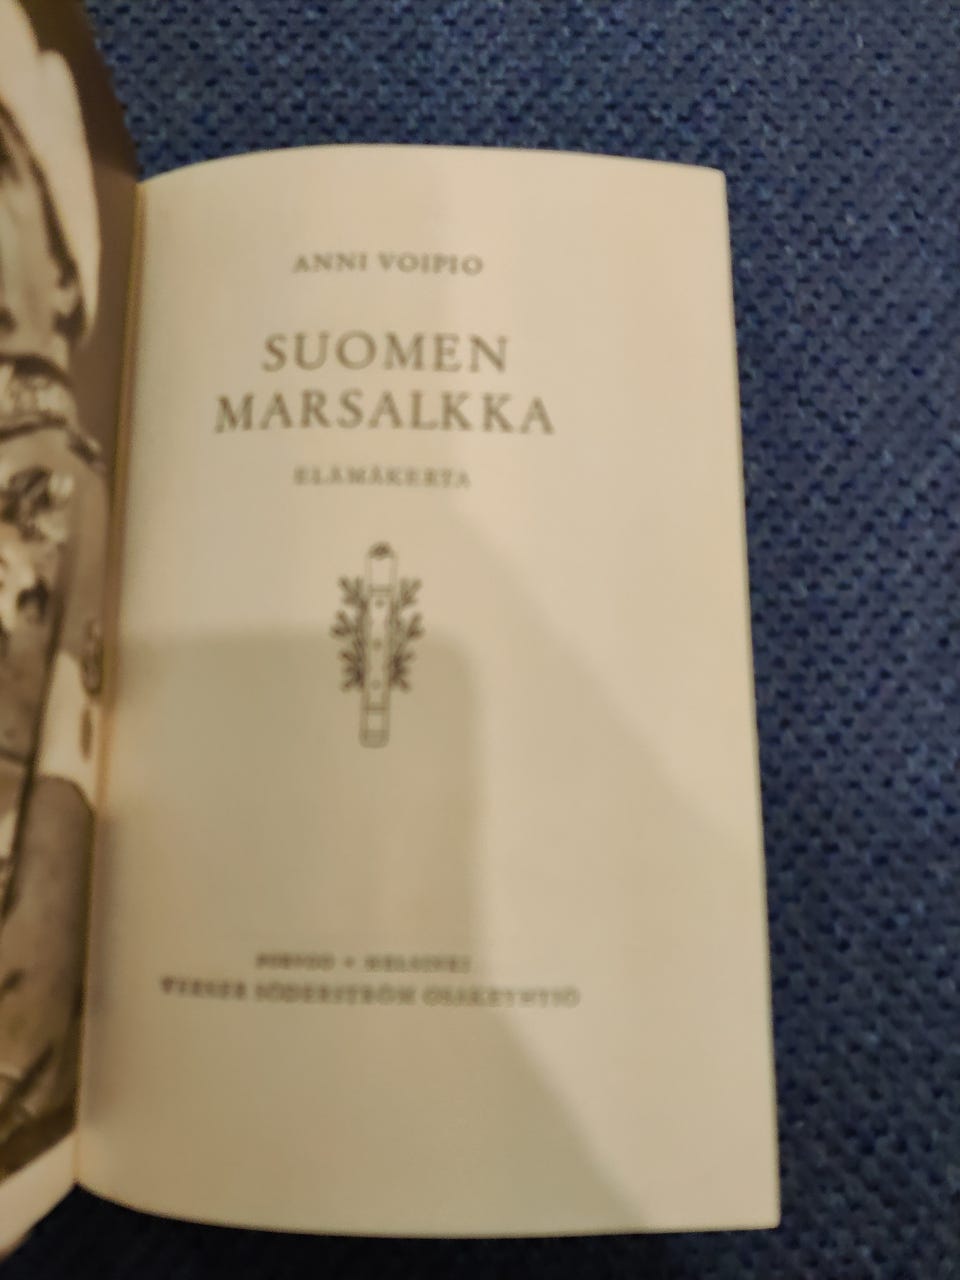 ANNI VOIPIO
SUOMEN
MARSALKKA
ELÄMÄKERTA
PORVOO • HELSINKI
WERNER SÖDERSTRÖM OSAKEYHTIÖ